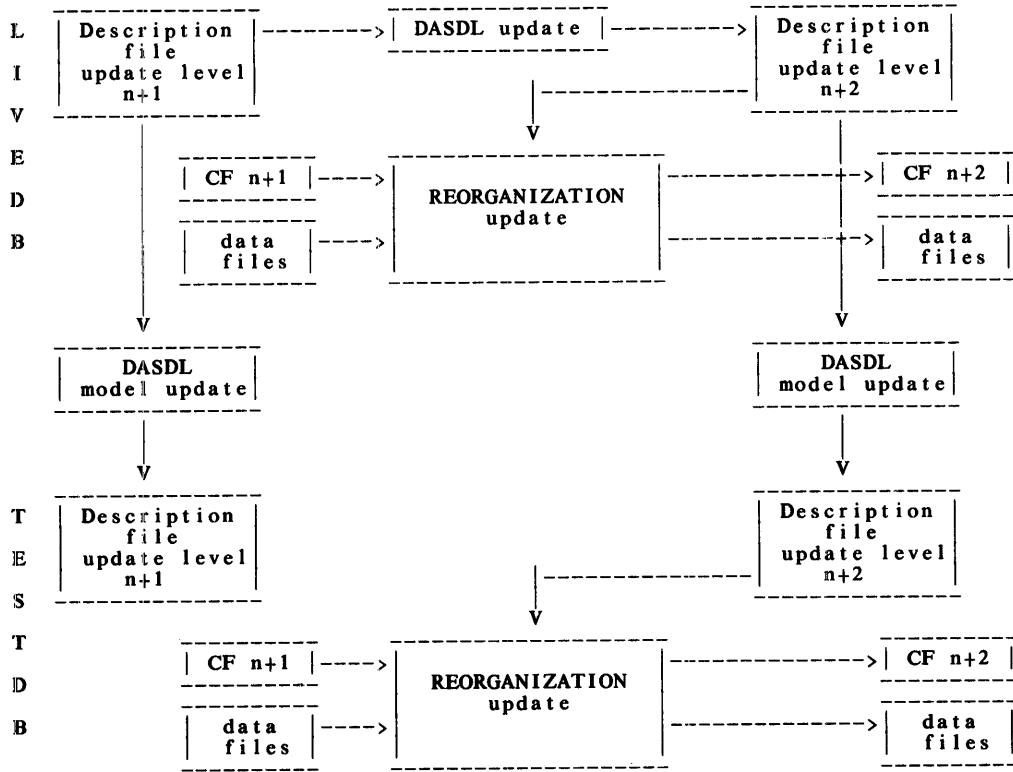 L
I
V
E
D
B
Description
file
update level
n+1
DASDL update
Description
file
update level
n+2
CF n+1
data
files
REORGANIZATION
update
CF n+2
data
files
DASDL
model update
DASDL
model update
T
E
S
T
D
B
Description
file
update level
n+1
Description
file
update level
n+2
CF n+1
data
files
REORGANIZATION
update
CF n+2
data
files